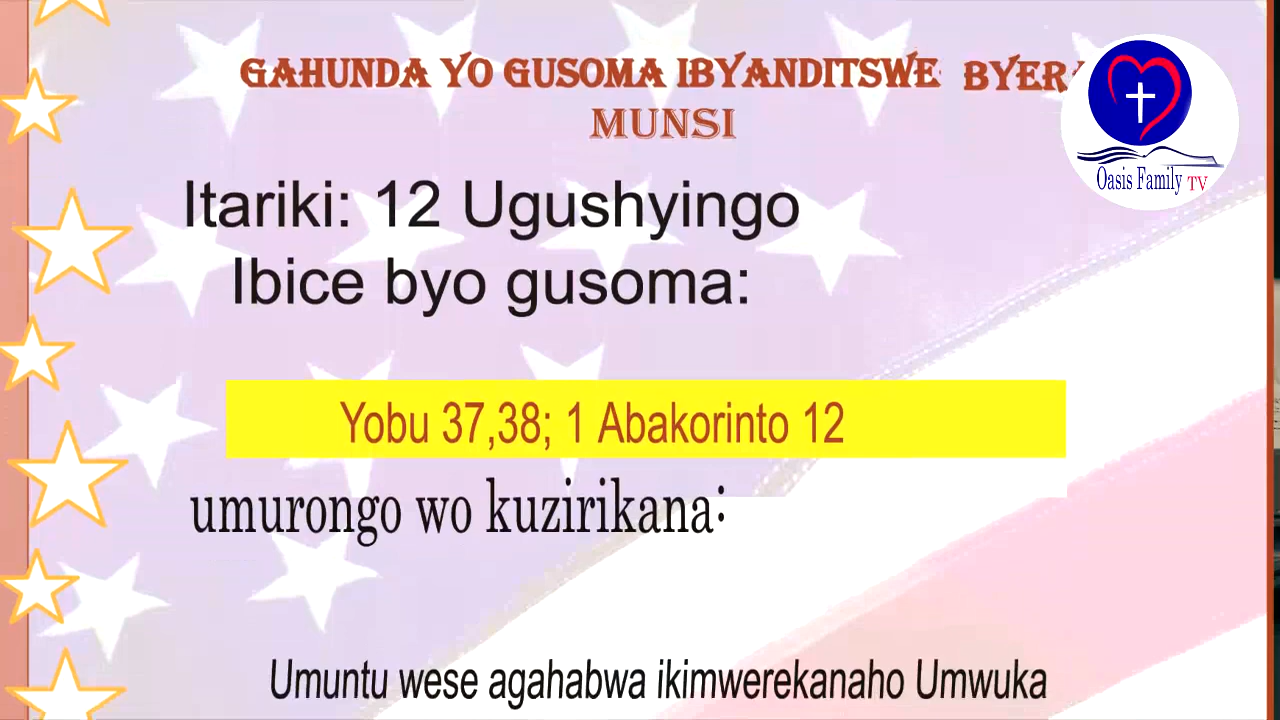 GAHUNDA YO GUSOMA IBYANDITSWE
MUNSI
Oasis Family TV
Itariki: 12 Ugushyingo
Ibice byo gusoma:
Yobu 37,38; 1 Abakorinto 12
umurongo wo kuzirikana:
Umuntu wese agahabwa ikimwerekanaho Umwuka